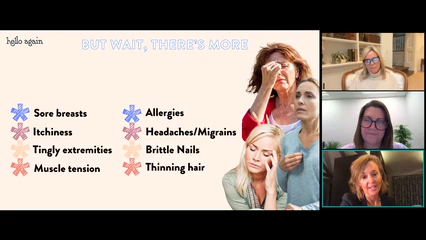 hello again
BUT WAIT, THERE'S MORE
Sore breasts
Allergies
Itchiness
Headaches/Migrains
Tingly extremities
Brittle Nails
Muscle tension
Thinning hair